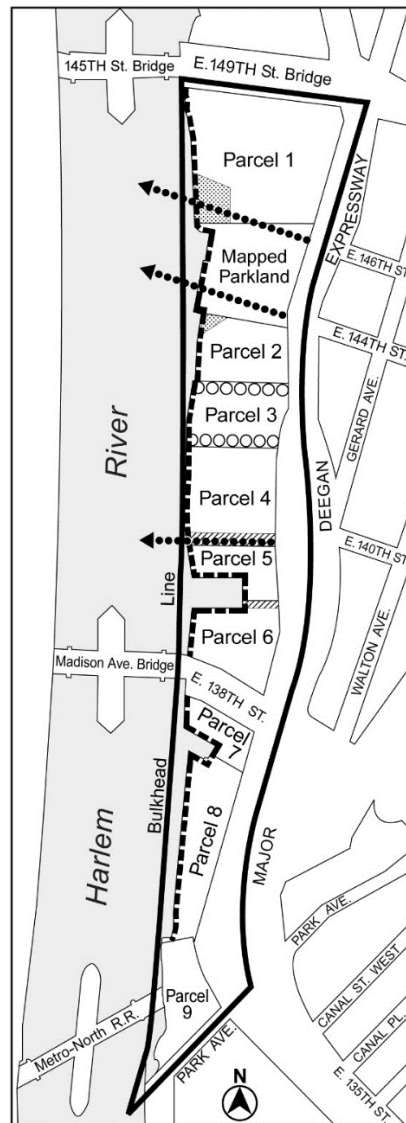 145TH St. Bridge
E.149TH St. Bridge
Parcel 1
EXPRESSWAY
E.146TH ST.
Mapped
Parkland
E.144TH ST.
Parcel 2
GERARD AVE.
Parcel 3
River
Parcel 4
DEEGAN
E.140TH ST.
Parcel 5
Line
WALTON AVE.
Parcel 6
Madison Ave. Bridge
E. 138TH ST.
Parcel
7
Bulkhead
Parcel 8
MAJOR
Harlem
PARK AVE.
CANAL ST. WEST
Parcel
9
CANAL PL.
Metro-North R.R.
PARK AVE.
E. 135TH ST.
N